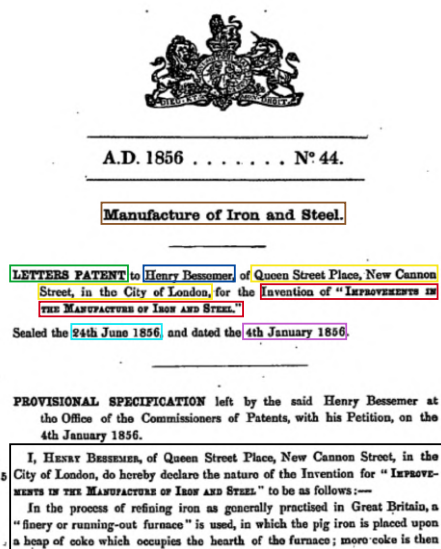 A.D. 1856 . . . . . . . Nº 44.
Manufacture of Iron and Steel.
LETTERS PATENT to Henry Bessemer, of Queen Street Place, New Cannon
Street, in the City of London, for the Invention of "IMPROVEMENTS IN
THE MANUFACTURE OF IRON AND STEEL."
Sealed the 24th June 1856, and dated the 4th January 1856.
PROVISIONAL SPECIFICATION left by the said Henry Bessemer at
the Office of the Commissioners of Patents, with his Petition, on the
4th January 1856.
I, HENRY BESSEMER, of Queen Street Place, New Cannon Street, in the
5 City of London, do hereby declare the nature of the Invention for "IMPROVE-
MENTS IN THE MANUFACTURE OF IRON AND STEEL" to be as follows:—
In the process of refining iron as generally practised in Great Britain, a
"finery or running-out furnace" is used, in which the pig iron is placed upon
a heap of coke which occupies the hearth of the furnace; more coke is then